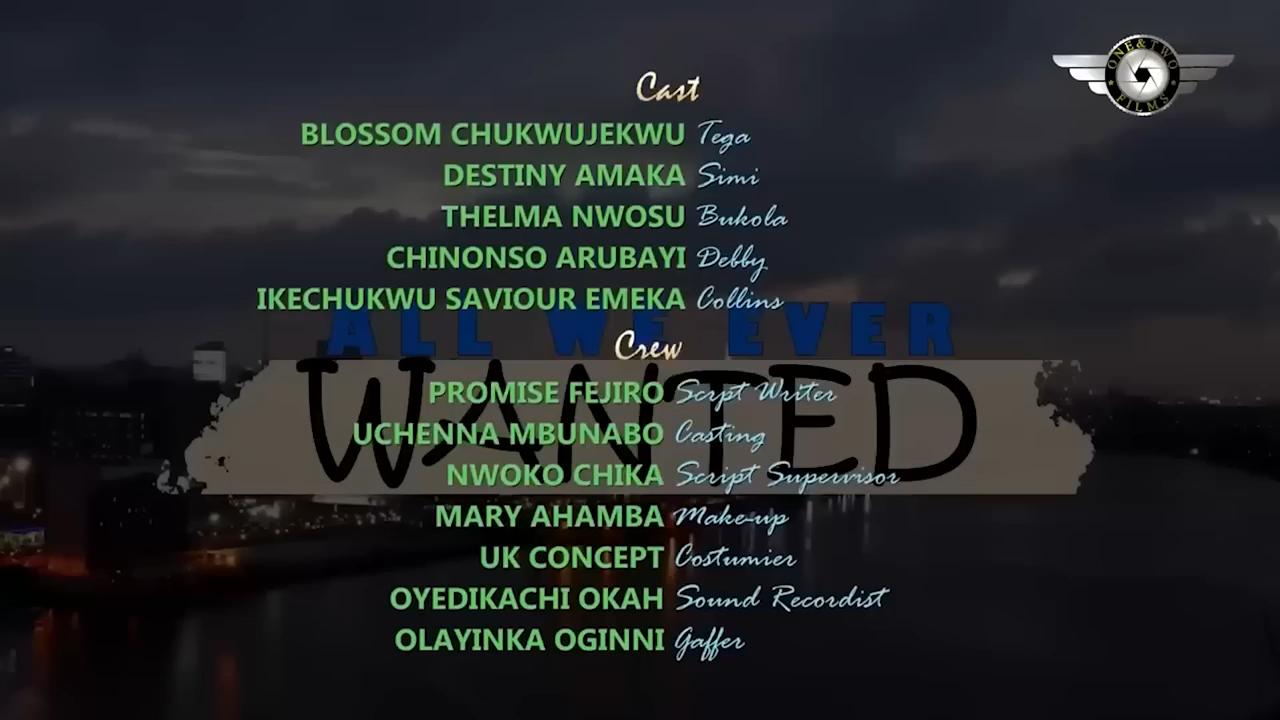 ONE&TWO
FILMS
Cast
BLOSSOM CHUKWUJEKWU Tega
DESTINY AMAKA Simi
THELMA NWOSU Bukola
CHINONSO ARUBAYI Debby
IKECHUKWU SAVIOUR EMEKA Collins
ALL WE EVER
Crew
WANTED
PROMISE FEJIRO Scrpt Writer
UCHENNA MBUNABO Casting
NWOKO CHIKA Script Supervisor
MARY AHAMBA Make-up
UK CONCEPT Costumier
OYEDIKACHI OKAH Sound Recordist
OLAYINKA OGINNI Gaffer